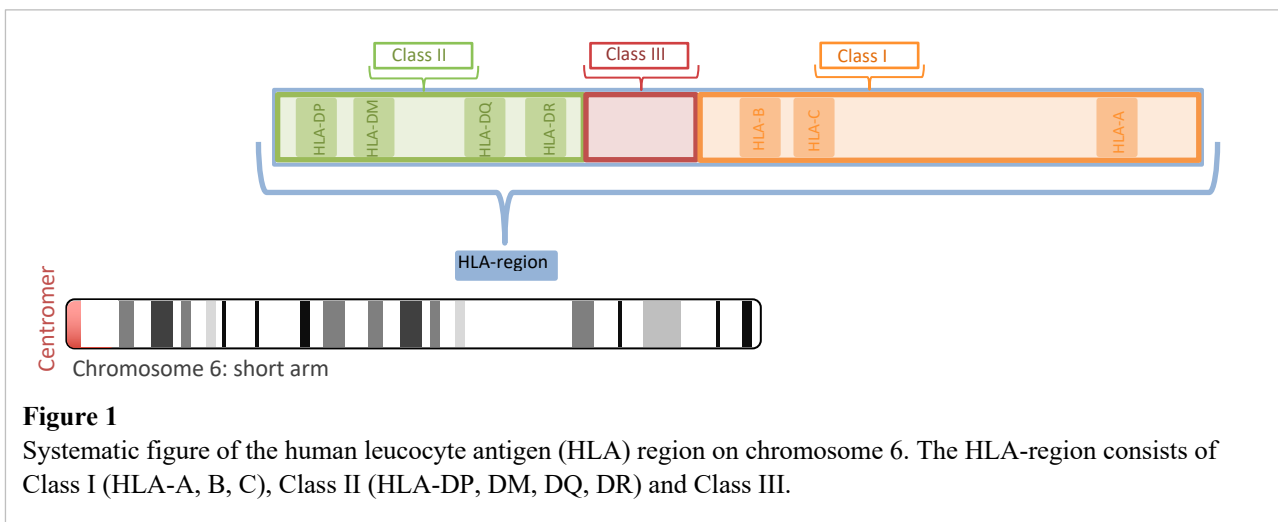 Class II
Class III
Class I
HLA-DP
HLA-DM
HLA-DQ
HLA-DR
HLA-B
HLA-C
HLA-A
HLA-region
Centromer
Chromosome 6: short arm
Figure 1
Systematic figure of the human leucocyte antigen (HLA) region on chromosome 6. The HLA-region consists of
Class I (HLA-A, B, C), Class II (HLA-DP, DM, DQ, DR) and Class III.